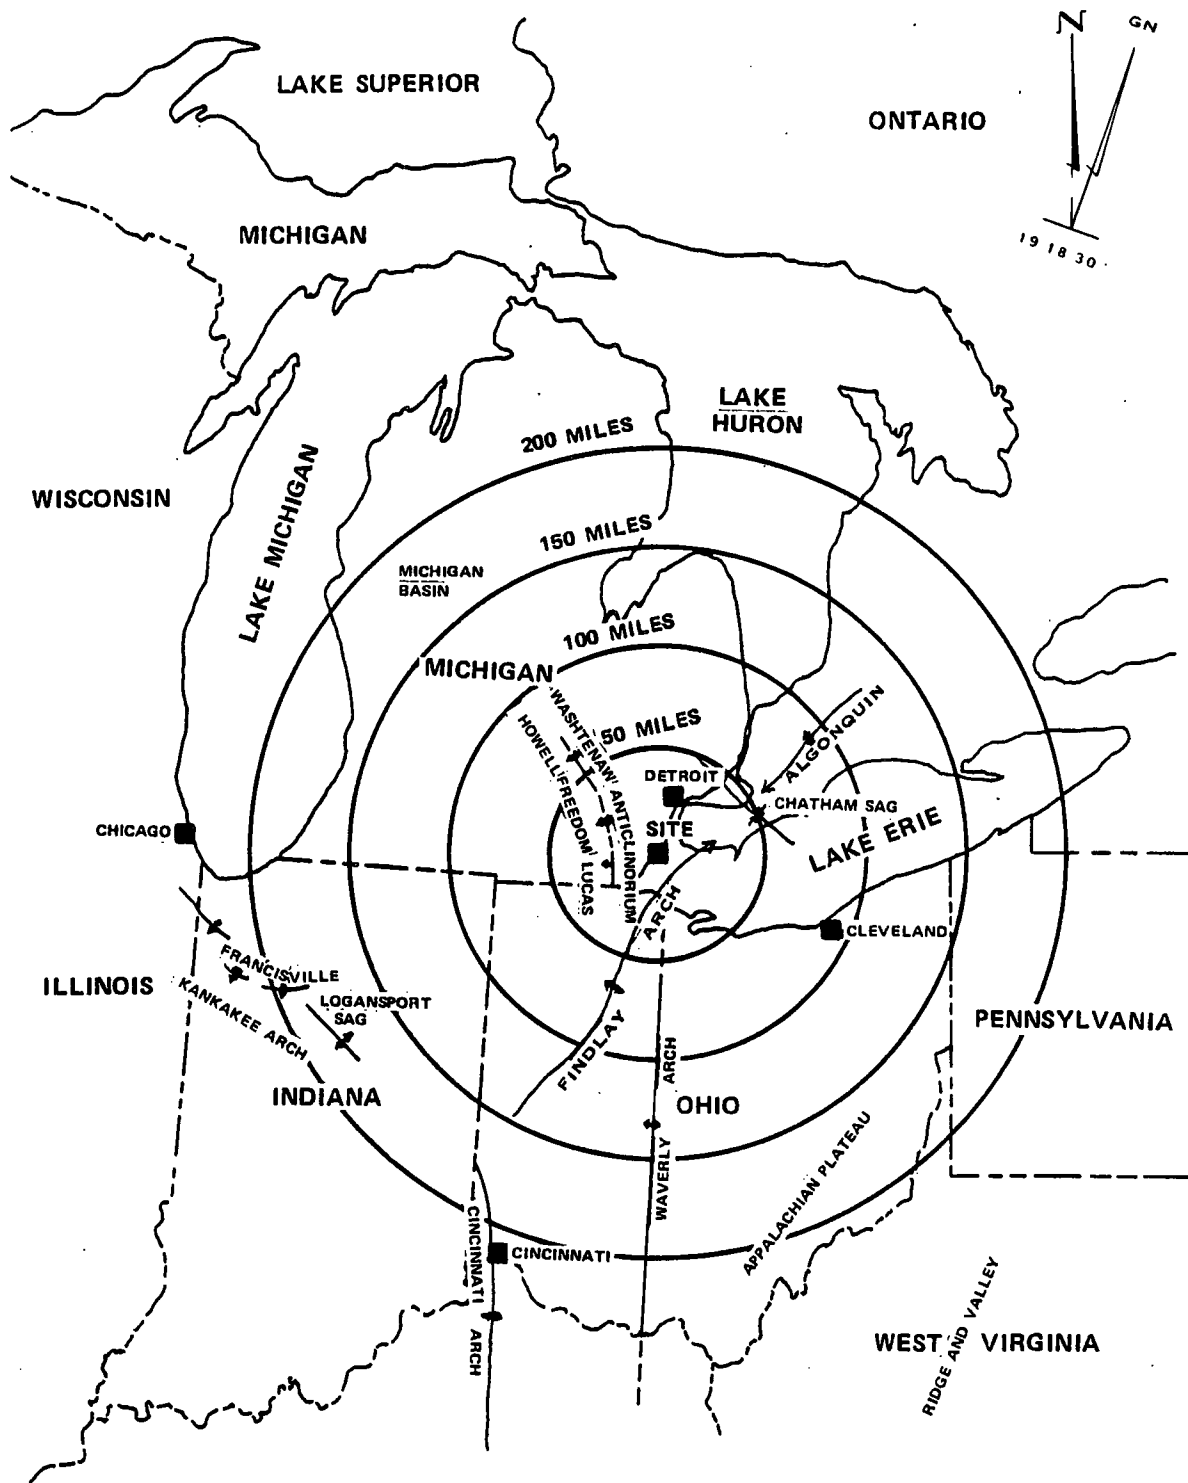 N
GN
19 18 30
LAKE SUPERIOR
ONTARIO
MICHIGAN
LAKE
HURON
200 MILES
WISCONSIN
LAKE MICHIGAN
150 MILES
MICHIGAN
BASIN
100 MILES
MICHIGAN
50 MILES
WASHTENAW' ANTICLINORIUM
HOWELL'FREEDOM' LUCAS
ALGONQUIN
DETROIT
CHATHAM SAG
CHICAGO
SITE
LAKE ERIE
FINDLAY ARCH
CLEVELAND
ILLINOIS
FRANCISVILLE
KANKAKEE ARCH
LOGANSPORT
SAG
PENNSYLVANIA
INDIANA
OHIO
WAVERLY ARCH
APPALACHIAN PLATEAU
CINCINNATI ARCH
CINCINNATI
WEST VIRGINIA
RIDGE AND VALLEY